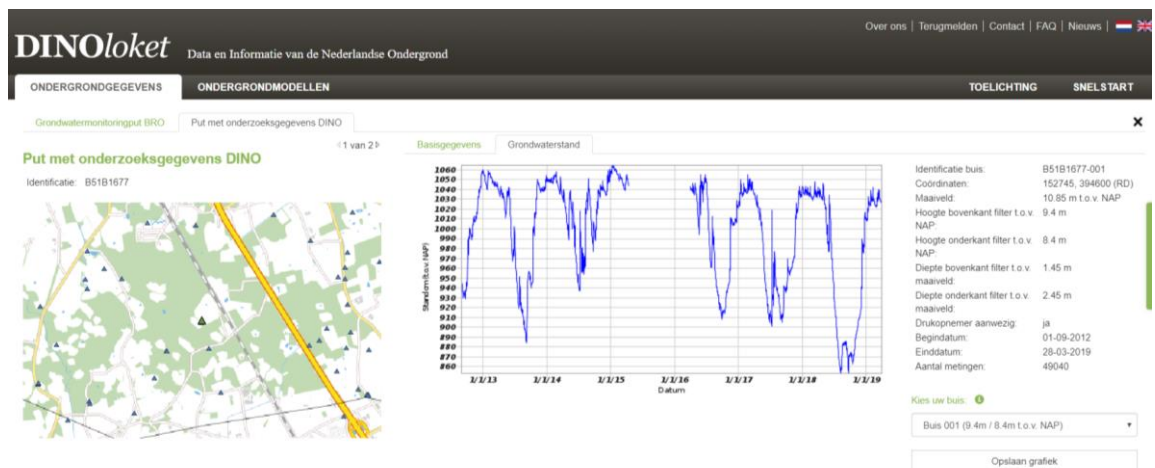 Over ons | Terugmelden | Contact | FAQ | Nieuws |
DINOloket Data en Informatie van de Nederlandse Ondergrond
ONDERGRONDGEGEVENS ONDERGRONDMODELLEN TOELICHTING SNELSTART
Grondwatermonitoringput BRO Put met onderzoeksgegevens DINO
1 van 2
Put met onderzoeksgegevens DINO
Identificatie: B51B1677
Basisgegevens Grondwaterstand
1060
1050
1040
1030
1020
1010
1000
990
980
970
960
950
940
930
920
910
900
890
880
870
860
Stand cm (t.o.v. NAP)
1/1/13 1/1/14 1/1/15 1/1/16 1/1/17 1/1/18 1/1/19
Datum
Identificatie buis: B51B1677-001
Coördinaten: 152745, 394600 (RD)
Maaiveld: 10.85 m t.o.v. NAP
Hoogte bovenkant filter t.o.v. 9.4 m
NAP:
Hoogte onderkant filter t.o.v. 8.4 m
NAP:
Diepte bovenkant filter t.o.v. 1.45 m
maaiveld:
Diepte onderkant filter t.o.v. 2.45 m
maaiveld:
Drukopnemer aanwezig: ja
Begindatum: 01-09-2012
Einddatum: 28-03-2019
Aantal metingen: 49040
Kies uw buis:
Buis 001 (9.4m / 8.4m t.o.v. NAP)
Opslaan grafiek